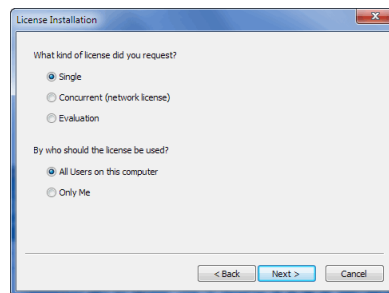 License Installation
What kind of license did you request?
Single
Concurrent (network license)
Evaluation
By who should the license be used?
All Users on this computer
Only Me
< Back
Next >
Cancel